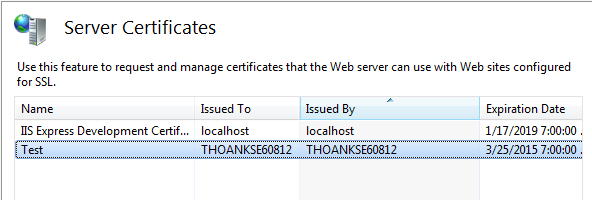 Server Certificates
Use this feature to request and manage certificates that the Web server can use with Web sites configured
for SSL.
Name Issued To Issued By Expiration Date
IIS Express Development Certif... localhost localhost 1/17/2019 7:00:00 ...
Test THOANKSE60812 THOANKSE60812 3/25/2015 7:00:00 ...